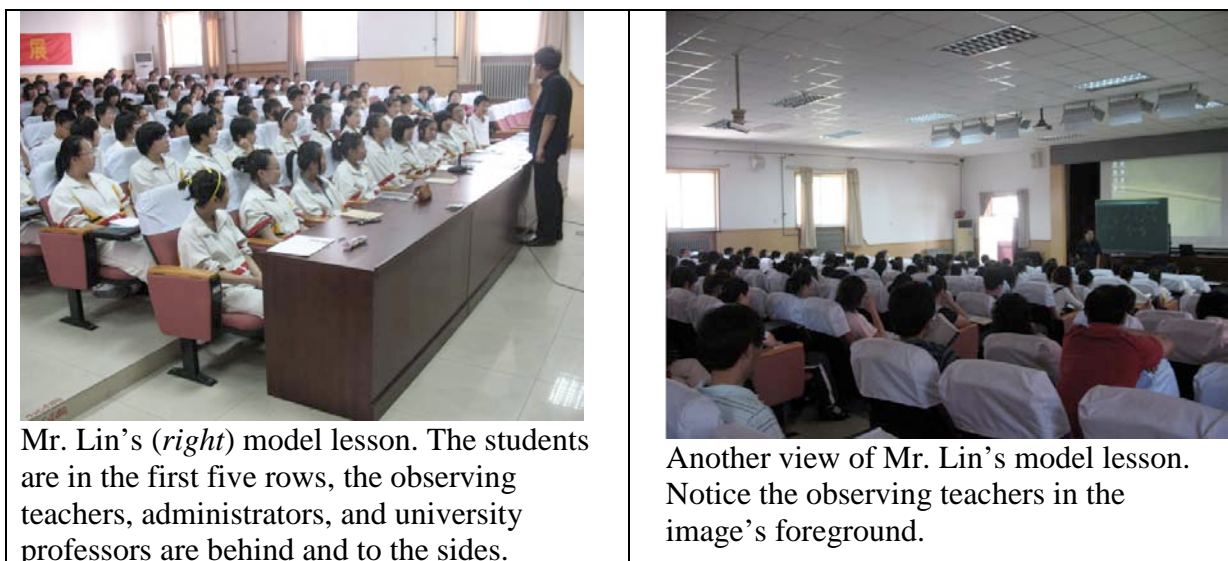 展
Mr. Lin’s (right) model lesson. The students
are in the first five rows, the observing
teachers, administrators, and university
professors are behind and to the sides.
Another view of Mr. Lin’s model lesson.
Notice the observing teachers in the
image’s foreground.